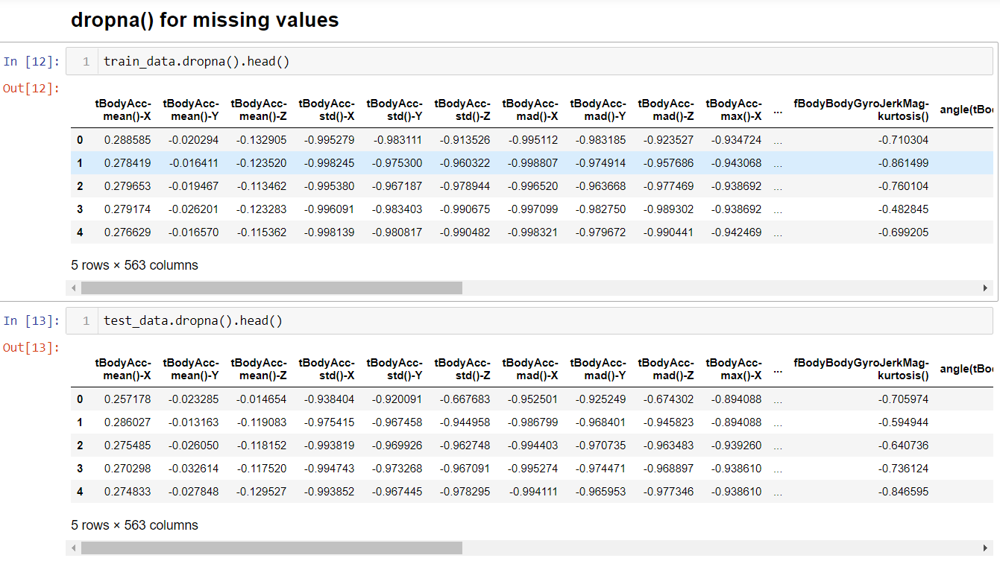 dropna() for missing values
In [12]: 1 train_data.dropna().head()
Out[12]:
tBodyAcc- tBodyAcc- tBodyAcc- tBodyAcc- tBodyAcc- tBodyAcc- tBodyAcc- tBodyAcc- tBodyAcc- tBodyAcc- ... fBodyBodyGyroJerkMag- angle(tBo
mean()-X mean()-Y mean()-Z std()-X std()-Y std()-Z mad()-X mad()-Y mad()-Z max()-X kurtosis()
0 0.288585 -0.020294 -0.132905 -0.995279 -0.983111 -0.913526 -0.995112 -0.983185 -0.923527 -0.934724 ... -0.710304
1 0.278419 -0.016411 -0.123520 -0.998245 -0.975300 -0.960322 -0.998807 -0.974914 -0.957686 -0.943068 ... -0.861499
2 0.279653 -0.019467 -0.113462 -0.995380 -0.967187 -0.978944 -0.996520 -0.963668 -0.977469 -0.938692 ... -0.760104
3 0.279174 -0.026201 -0.123283 -0.996091 -0.983403 -0.990675 -0.997099 -0.982750 -0.989302 -0.938692 ... -0.482845
4 0.276629 -0.016570 -0.115362 -0.998139 -0.980817 -0.990482 -0.998321 -0.979672 -0.990441 -0.942469 ... -0.699205
5 rows × 563 columns
In [13]: 1 test_data.dropna().head()
Out[13]:
tBodyAcc- tBodyAcc- tBodyAcc- tBodyAcc- tBodyAcc- tBodyAcc- tBodyAcc- tBodyAcc- tBodyAcc- tBodyAcc- ... fBodyBodyGyroJerkMag- angle(tBo
mean()-X mean()-Y mean()-Z std()-X std()-Y std()-Z mad()-X mad()-Y mad()-Z max()-X kurtosis()
0 0.257178 -0.023285 -0.014654 -0.938404 -0.920091 -0.667683 -0.952501 -0.925249 -0.674302 -0.894088 ... -0.705974
1 0.286027 -0.013163 -0.119083 -0.975415 -0.967458 -0.944958 -0.986799 -0.968401 -0.945823 -0.894088 ... -0.594944
2 0.275485 -0.026050 -0.118152 -0.993819 -0.969926 -0.962748 -0.994403 -0.970735 -0.963483 -0.939260 ... -0.640736
3 0.270298 -0.032614 -0.117520 -0.994743 -0.973268 -0.967091 -0.995274 -0.974471 -0.968897 -0.938610 ... -0.736124
4 0.274833 -0.027848 -0.129527 -0.993852 -0.967445 -0.978295 -0.994111 -0.965953 -0.977346 -0.938610 ... -0.846595
5 rows × 563 columns